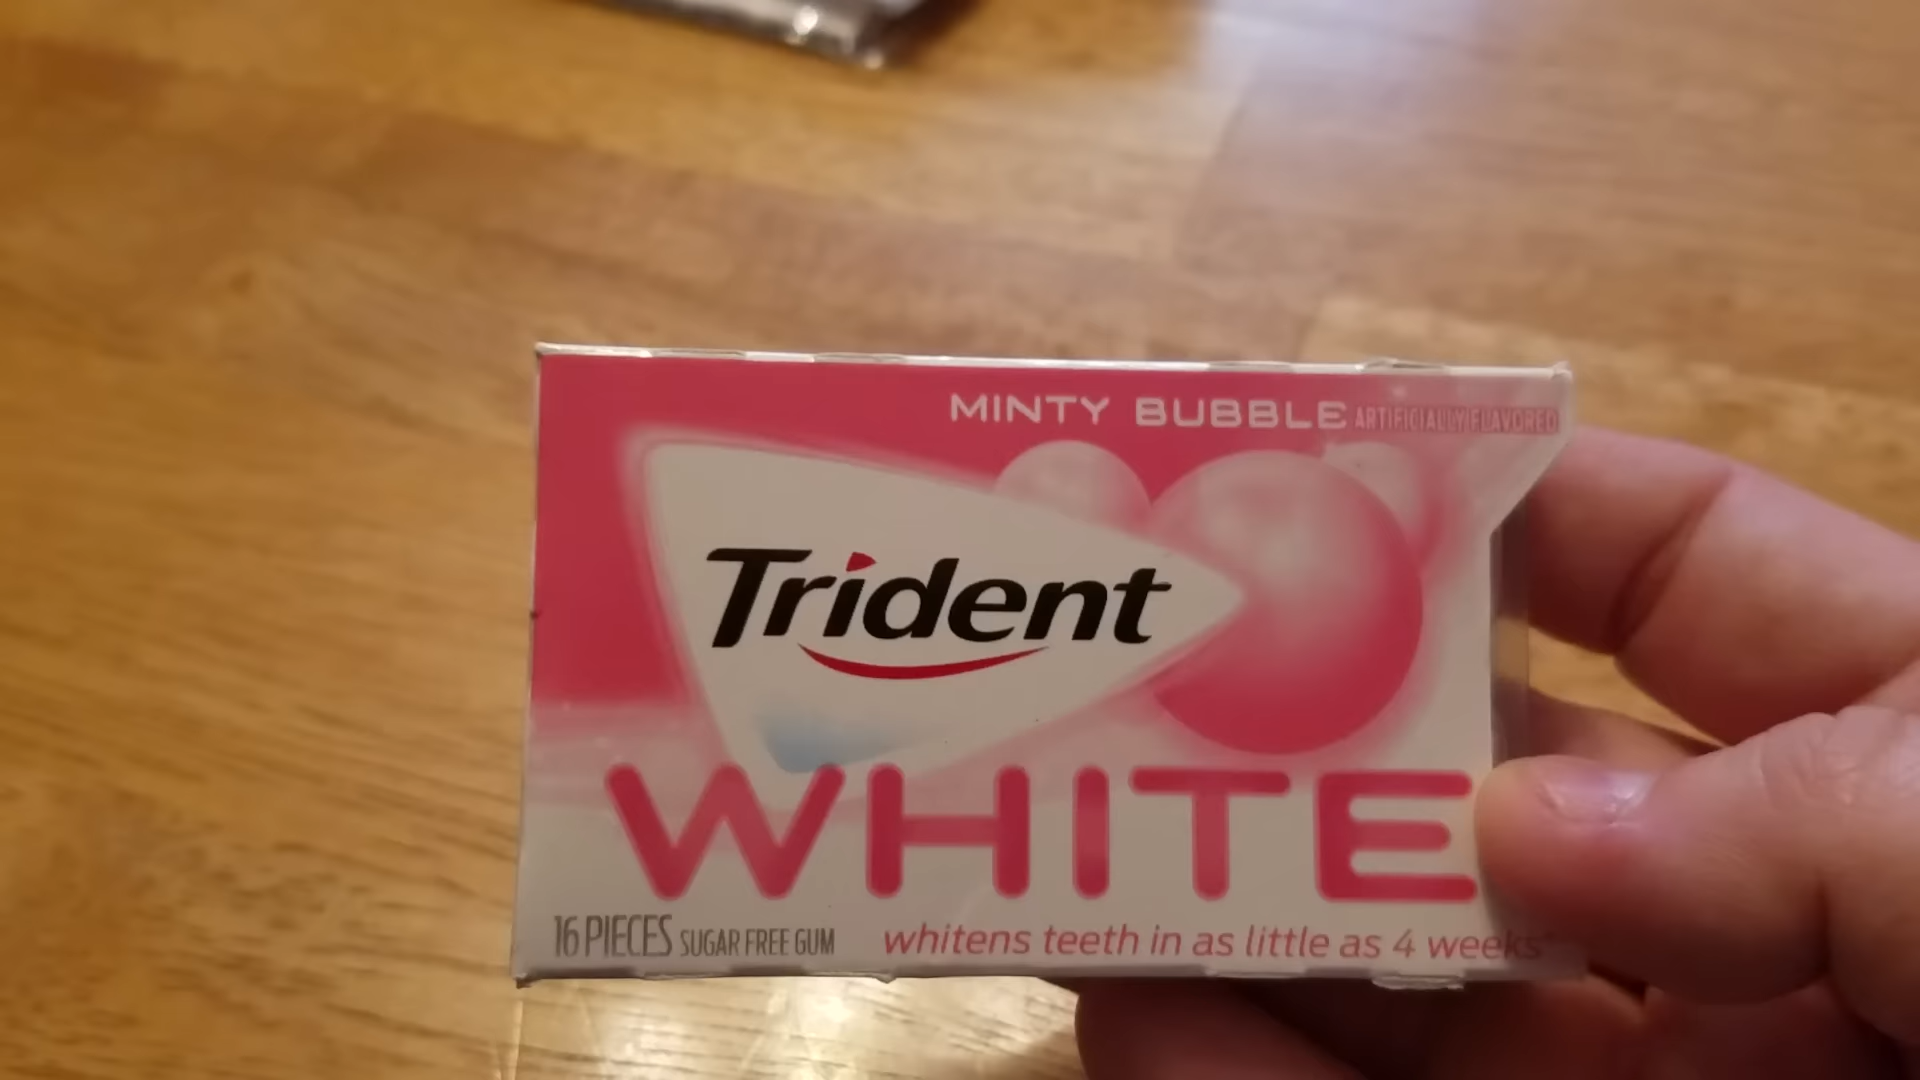 MINTY BUBBLE ARTIFICIALLY FLAVORED
Trident
WHITE
16 PIECES SUGAR FREE GUM whitens teeth in as little as 4 weeks*